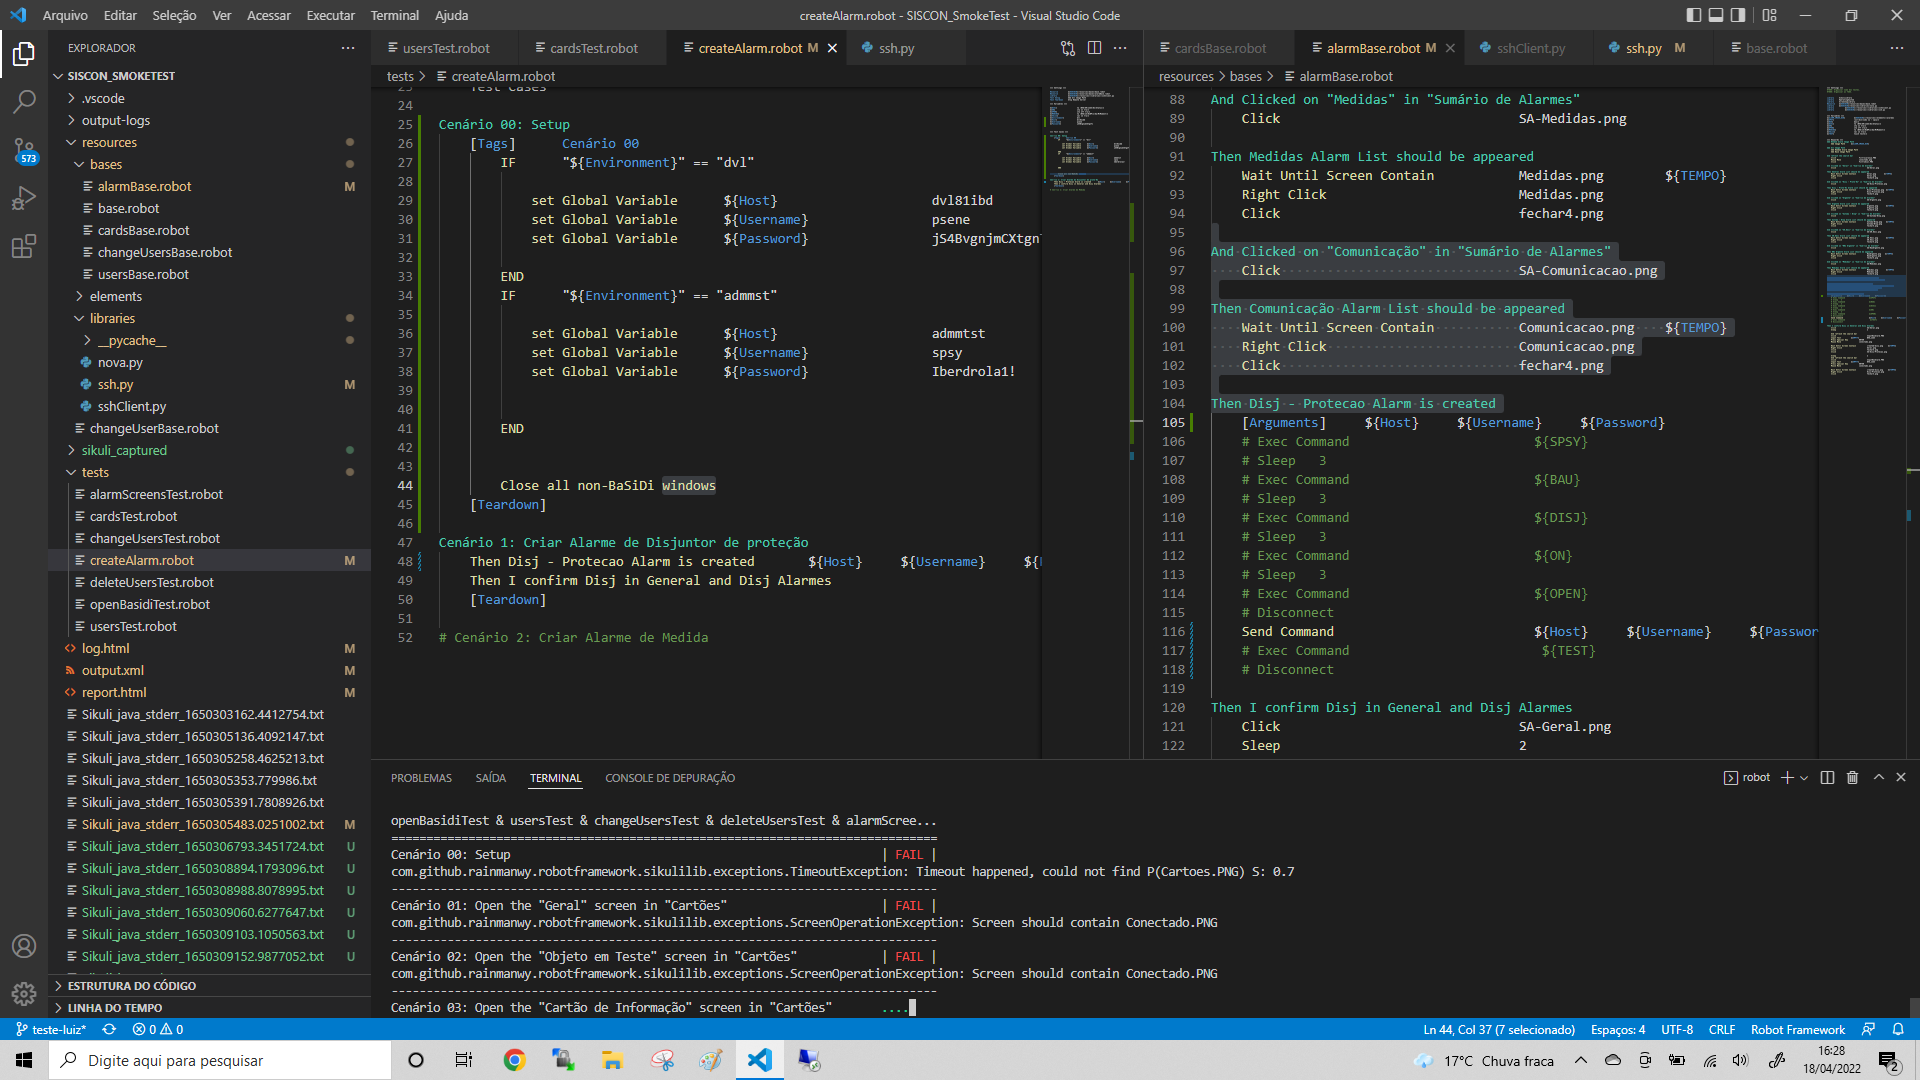 Arquivo Editar Seleção Ver Acessar Executar Terminal Ajuda
createAlarm.robot - SISCON_SmokeTest - Visual Studio Code
EXPLORADOR
SISCON_SMOKETEST
.vscode
output-logs
resources
bases
alarmBase.robot M
base.robot
cardsBase.robot
changeUsersBase.robot
usersBase.robot
elements
libraries
__pycache__
nova.py
ssh.py M
sshClient.py
changeUserBase.robot
sikuli_captured
tests
alarmScreensTest.robot
cardsTest.robot
changeUsersTest.robot
createAlarm.robot M
deleteUsersTest.robot
openBasidiTest.robot
usersTest.robot
log.html M
output.xml M
report.html M
Sikuli_java_stderr_1650303162.4412754.txt
Sikuli_java_stderr_1650305136.4092147.txt
Sikuli_java_stderr_1650305258.4625213.txt
Sikuli_java_stderr_1650305353.779986.txt
Sikuli_java_stderr_1650305391.7808926.txt
Sikuli_java_stderr_1650305483.0251002.txt M
Sikuli_java_stderr_1650306793.3451724.txt U
Sikuli_java_stderr_1650308894.1793096.txt U
Sikuli_java_stderr_1650308988.8078995.txt U
Sikuli_java_stderr_1650309060.6277647.txt U
Sikuli_java_stderr_1650309103.1050563.txt U
Sikuli_java_stderr_1650309152.9877052.txt U
ESTRUTURA DO CÓDIGO
LINHA DO TEMPO
573
usersTest.robot cardsTest.robot createAlarm.robot M ssh.py
tests > createAlarm.robot
23 Test Cases
24
25 Cenário 00: Setup
26 [Tags] Cenário 00
27 IF "${Environment}" == "dvl"
28
29 set Global Variable ${Host} dvl81ibd
30 set Global Variable ${Username} psene
31 set Global Variable ${Password} jS4BvgnjmCXtgn
32
33 END
34 IF "${Environment}" == "admmst"
35
36 set Global Variable ${Host} admmtst
37 set Global Variable ${Username} spsy
38 set Global Variable ${Password} Iberdrola1!
39
40
41 END
42
43
44 Close all non-BaSiDi windows
45 [Teardown]
46
47 Cenário 1: Criar Alarme de Disjuntor de proteção
48 Then Disj - Protecao Alarm is created ${Host} ${Username} ${
49 Then I confirm Disj in General and Disj Alarmes
50 [Teardown]
51
52 # Cenário 2: Criar Alarme de Medida
cardsBase.robot alarmBase.robot M sshClient.py ssh.py M base.robot
resources > bases > alarmBase.robot
88 And Clicked on "Medidas" in "Sumário de Alarmes"
89 Click SA-Medidas.png
90
91 Then Medidas Alarm List should be appeared
92 Wait Until Screen Contain Medidas.png ${TEMPO}
93 Right Click Medidas.png
94 Click fechar4.png
95
96 And Clicked on "Comunicação" in "Sumário de Alarmes"
97 Click SA-Comunicacao.png
98
99 Then Comunicação Alarm List should be appeared
100 Wait Until Screen Contain Comunicacao.png ${TEMPO}
101 Right Click Comunicacao.png
102 Click fechar4.png
103
104 Then Disj - Protecao Alarm is created
105 [Arguments] ${Host} ${Username} ${Password}
106 # Exec Command ${SPSY}
107 # Sleep 3
108 # Exec Command ${BAU}
109 # Sleep 3
110 # Exec Command ${DISJ}
111 # Sleep 3
112 # Exec Command ${ON}
113 # Sleep 3
114 # Exec Command ${OPEN}
115 # Disconnect
116 Send Command ${Host} ${Username} ${Passwor
117 # Exec Command ${TEST}
118 # Disconnect
119
120 Then I confirm Disj in General and Disj Alarmes
121 Click SA-Geral.png
122 Sleep 2
PROBLEMAS SAÍDA TERMINAL CONSOLE DE DEPURAÇÃO
robot
openBasidiTest & usersTest & changeUsersTest & deleteUsersTest & alarmScree...
==============================================================================
Cenário 00: Setup | FAIL |
com.github.rainmanwy.robotframework.sikulilib.exceptions.TimeoutException: Timeout happened, could not find P(Cartoes.PNG) S: 0.7
------------------------------------------------------------------------------
Cenário 01: Open the "Geral" screen in "Cartões" | FAIL |
com.github.rainmanwy.robotframework.sikulilib.exceptions.ScreenOperationException: Screen should contain Conectado.PNG
------------------------------------------------------------------------------
Cenário 02: Open the "Objeto em Teste" screen in "Cartões" | FAIL |
com.github.rainmanwy.robotframework.sikulilib.exceptions.ScreenOperationException: Screen should contain Conectado.PNG
------------------------------------------------------------------------------
Cenário 03: Open the "Cartão de Informação" screen in "Cartões" ....
teste-luiz* 0 0
Ln 44, Col 37 (7 selecionado) Espaços: 4 UTF-8 CRLF Robot Framework
Digite aqui para pesquisar
17°C Chuva fraca
16:28
18/04/2022
2